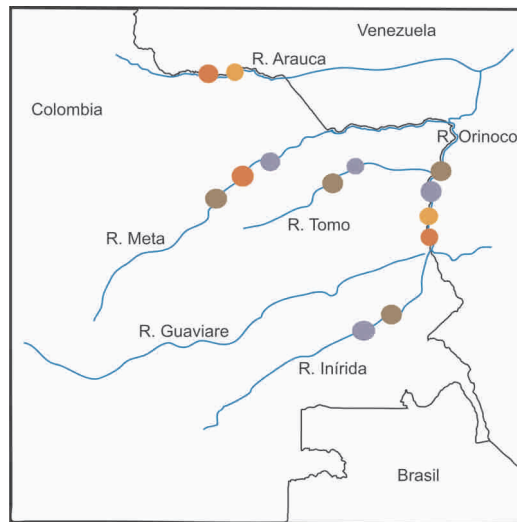 Venezuela
R. Arauca
Colombia
R. Orinoco
R. Meta
R. Tomo
R. Guaviare
R. Inírida
Brasil